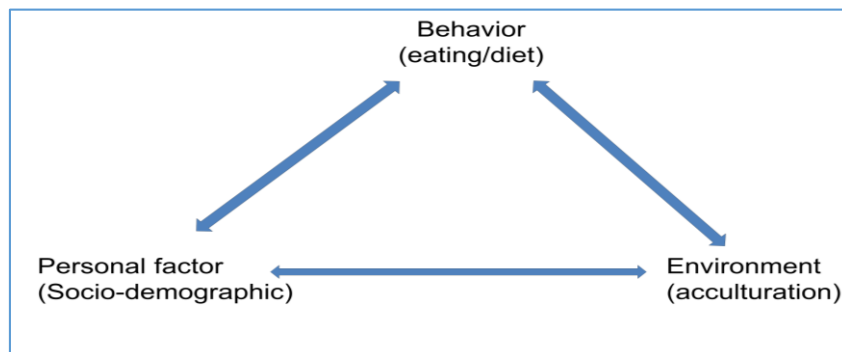 Behavior
(eating/diet)
Personal factor
(Socio-demographic)
Environment
(acculturation)